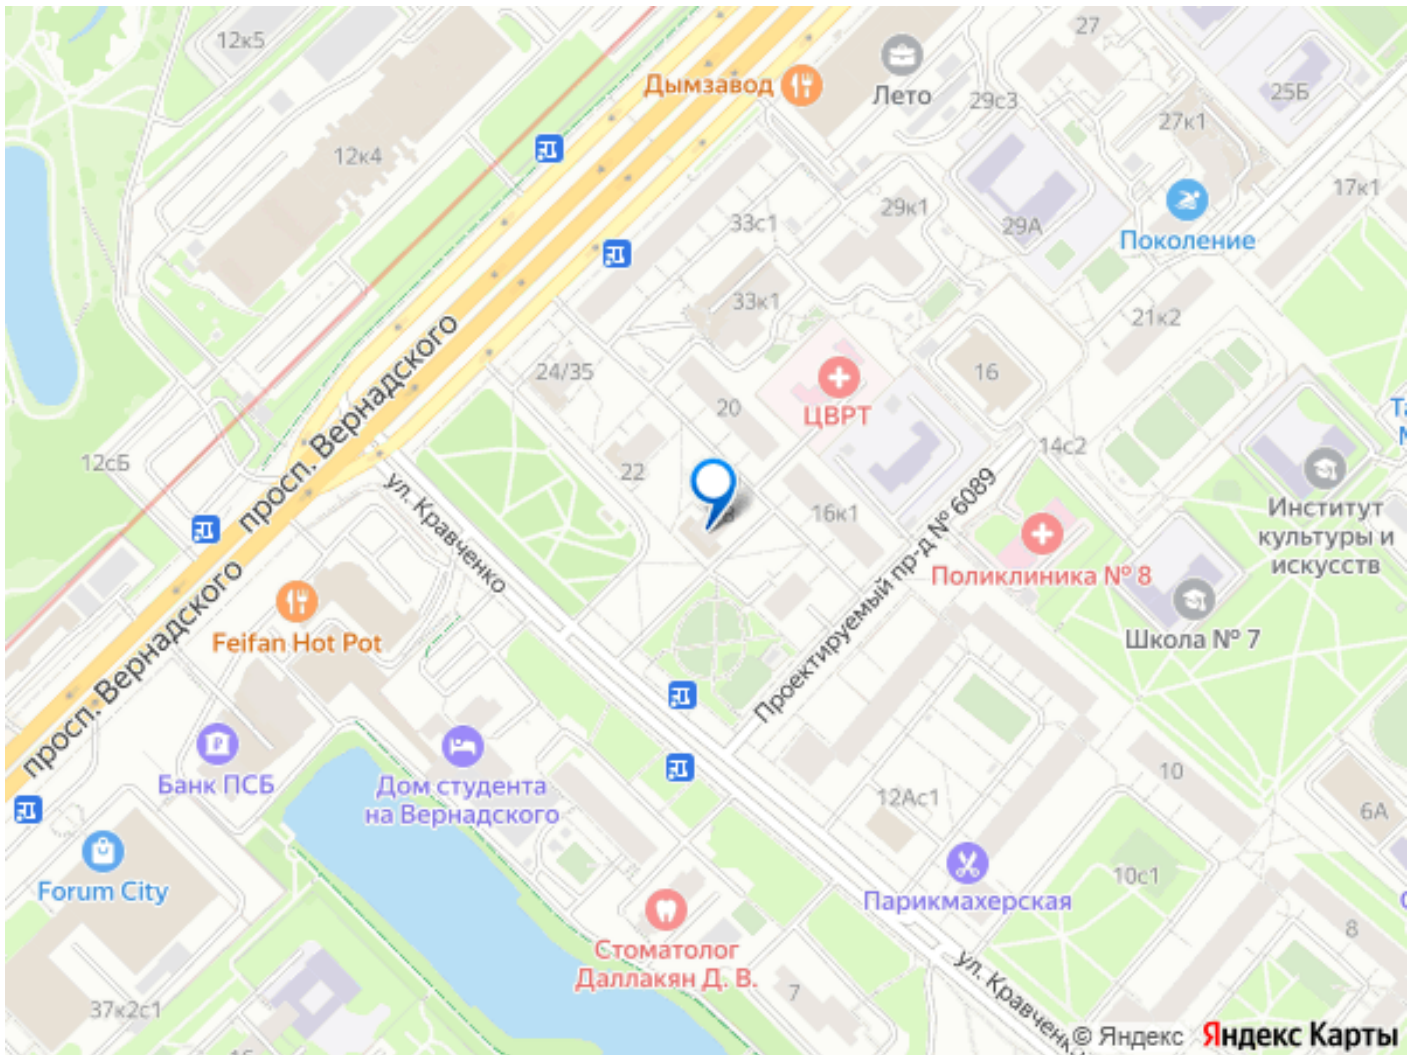 12к5
27
Дымзавод
Лето
29с3
25Б
27к1
12к4
17к1
33с1
29к1
29А
Поколение
33к1
21к2
24/35
16
просп. Вернадского
20
ЦВРТ
14с2
12сБ
22
ул. Кравченко
16к1
Проектируемый пр-д № 6089
Институт
культуры и
искусств
Поликлиника № 8
просп. Вернадского
Feifan Hot Pot
Школа № 7
Банк ПСБ
Дом студента
на Вернадского
10
12Ас1
6А
Forum City
Парикмахерская
10с1
8
Стоматолог
Даллакян Д. В.
7
ул. Кравченко
37к2с1
© Яндекс Яндекс Карты